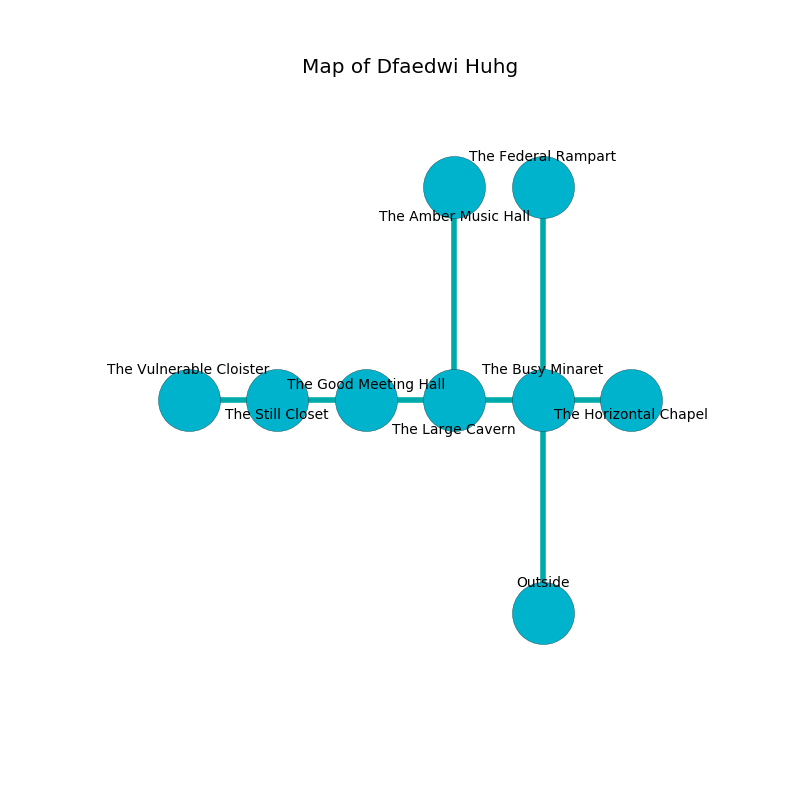 Map of Dfaedwi Huhg
The Federal Rampart
The Amber Music Hall
The Vulnerable Cloister
The Busy Minaret
The Good Meeting Hall
The Still Closet
The Horizontal Chapel
The Large Cavern
Outside